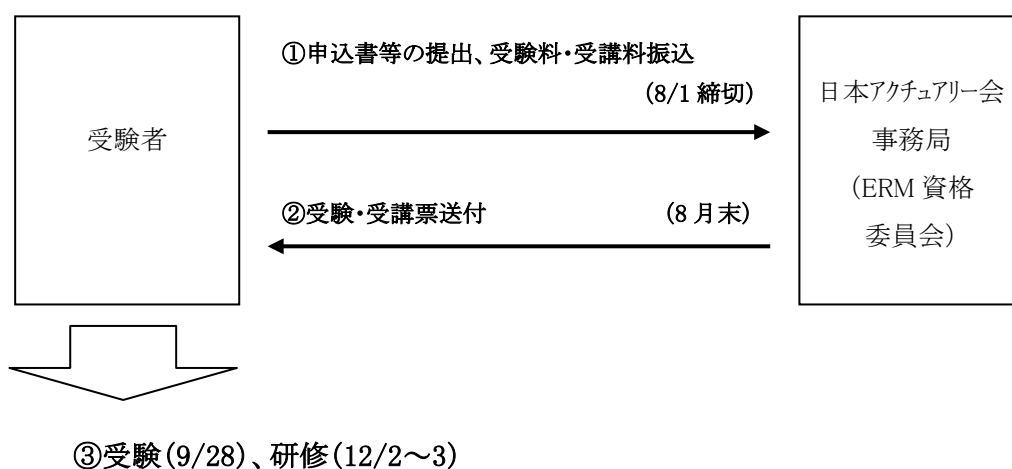 ①申込書等の提出、受験料・受講料振込
(8/1 締切)
受験者
日本アクチュアリー会
事務局
(ERM 資格
委員会)
②受験・受講票送付 (8 月末)
③受験(9/28)、研修(12/2～3)